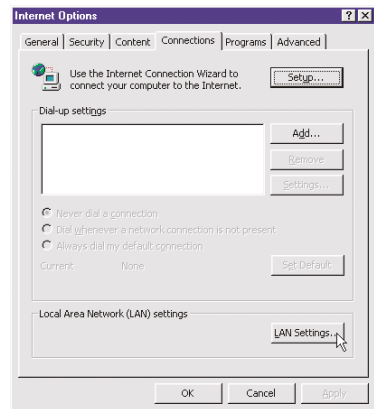 Internet Options
General Security Content Connections Programs Advanced
Use the Internet Connection Wizard to
connect your computer to the Internet.
Setup...
Dial-up settings
Add...
Remove
Settings...
Never dial a connection
Dial whenever a network connection is not present
Always dial my default connection
Current None Set Default
Local Area Network (LAN) settings
LAN Settings...
OK Cancel Apply